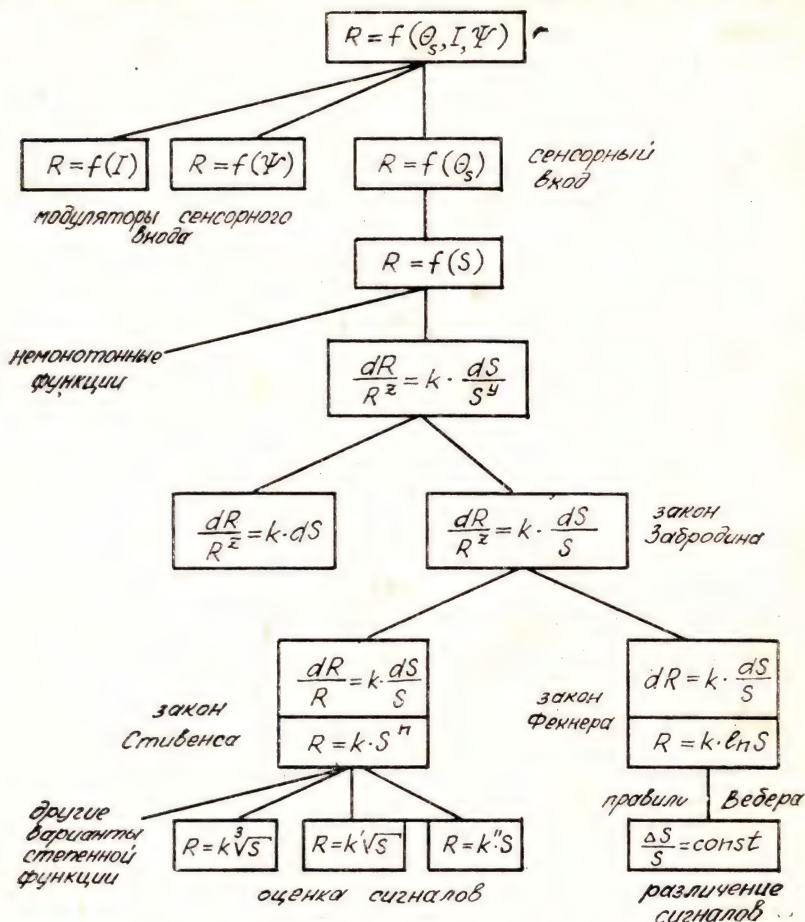 R = f(Θₛ, I, Ψ)
R = f(I)
R = f(Ψ)
R = f(Θₛ)
сенсорный
вход
модуляторы сенсорного
входа
R = f(S)
немонотонные
функции
dR/R^z = k · dS/S^y
dR/R^z = k · dS
dR/R^z = k · dS/S
закон
Забродина
dR/R = k · dS/S
dR = k · dS/S
закон
Стивенса
закон
Фехнера
R = k · Sⁿ
R = k · ln S
другие
варианты
степенной
функции
правило Вебера
R = k ∛S
R = k' √S
R = k'' · S
ΔS/S = const
оценка сигналов
различение
сигналов